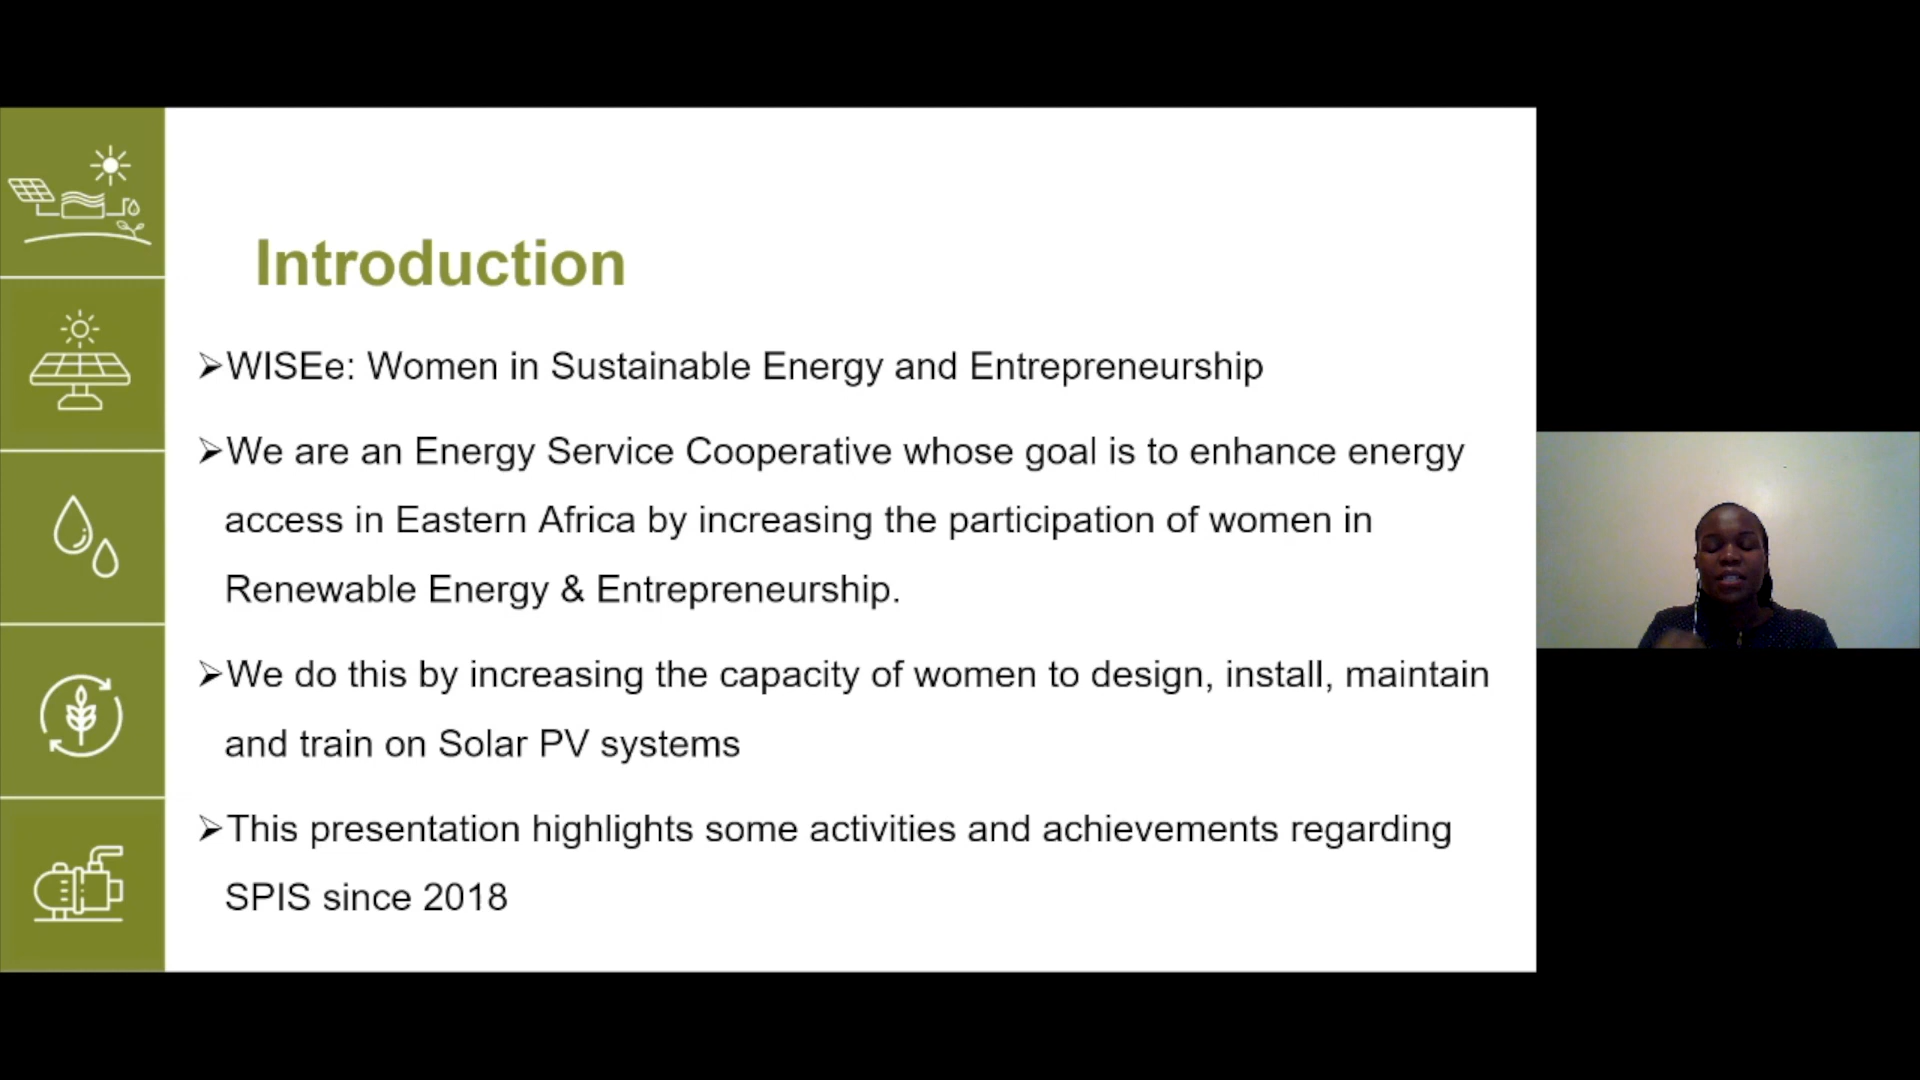 Introduction
➢WISEe: Women in Sustainable Energy and Entrepreneurship
➢We are an Energy Service Cooperative whose goal is to enhance energy
access in Eastern Africa by increasing the participation of women in
Renewable Energy & Entrepreneurship.
➢We do this by increasing the capacity of women to design, install, maintain
and train on Solar PV systems
➢This presentation highlights some activities and achievements regarding
SPIS since 2018